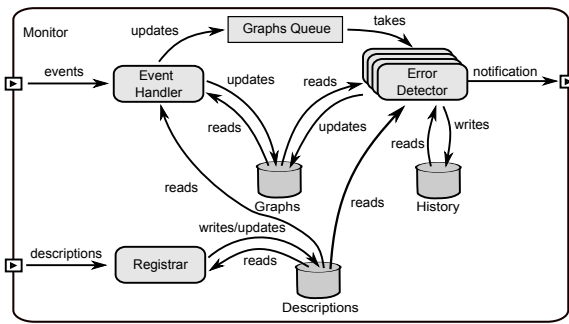 Monitor
updates
Graphs Queue
takes
events
Event
Handler
updates
reads
reads
updates
Error
Detector
notification
reads
writes
Graphs
History
reads
reads
descriptions
Registrar
writes/updates
reads
Descriptions